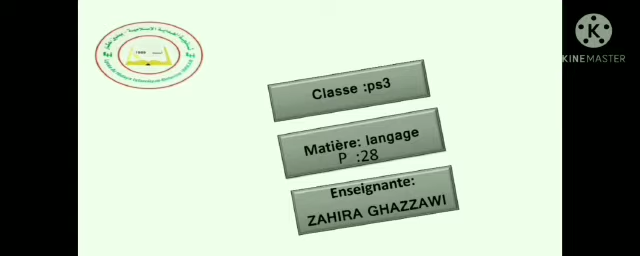 Classe :ps3
Matière: langage
P :28
Enseignante:
ZAHIRA GHAZZAWI
KINEMASTER